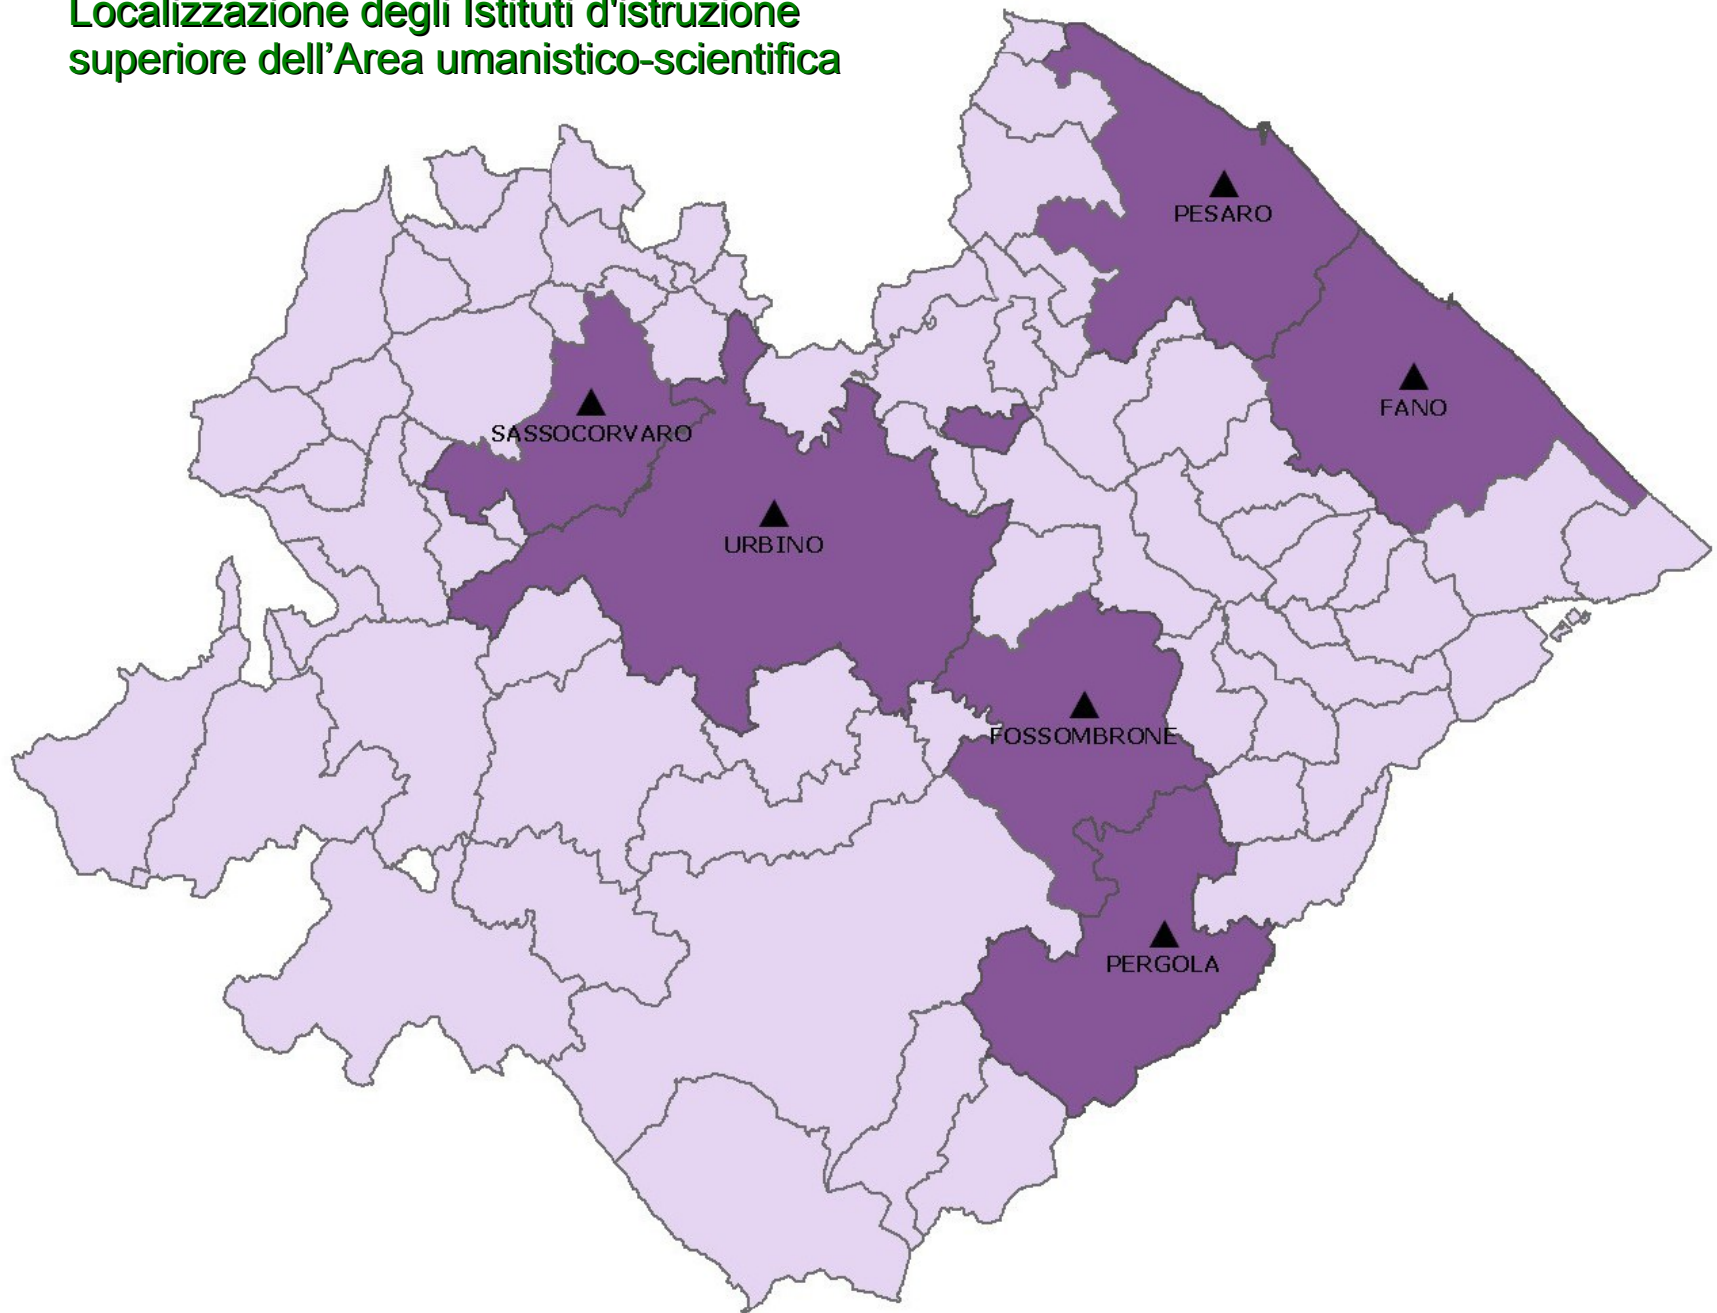 Localizzazione degli Istituti d'istruzione
superiore dell’Area umanistico-scientifica
PESARO
FANO
SASSOCORVARO
URBINO
FOSSOMBRONE
PERGOLA